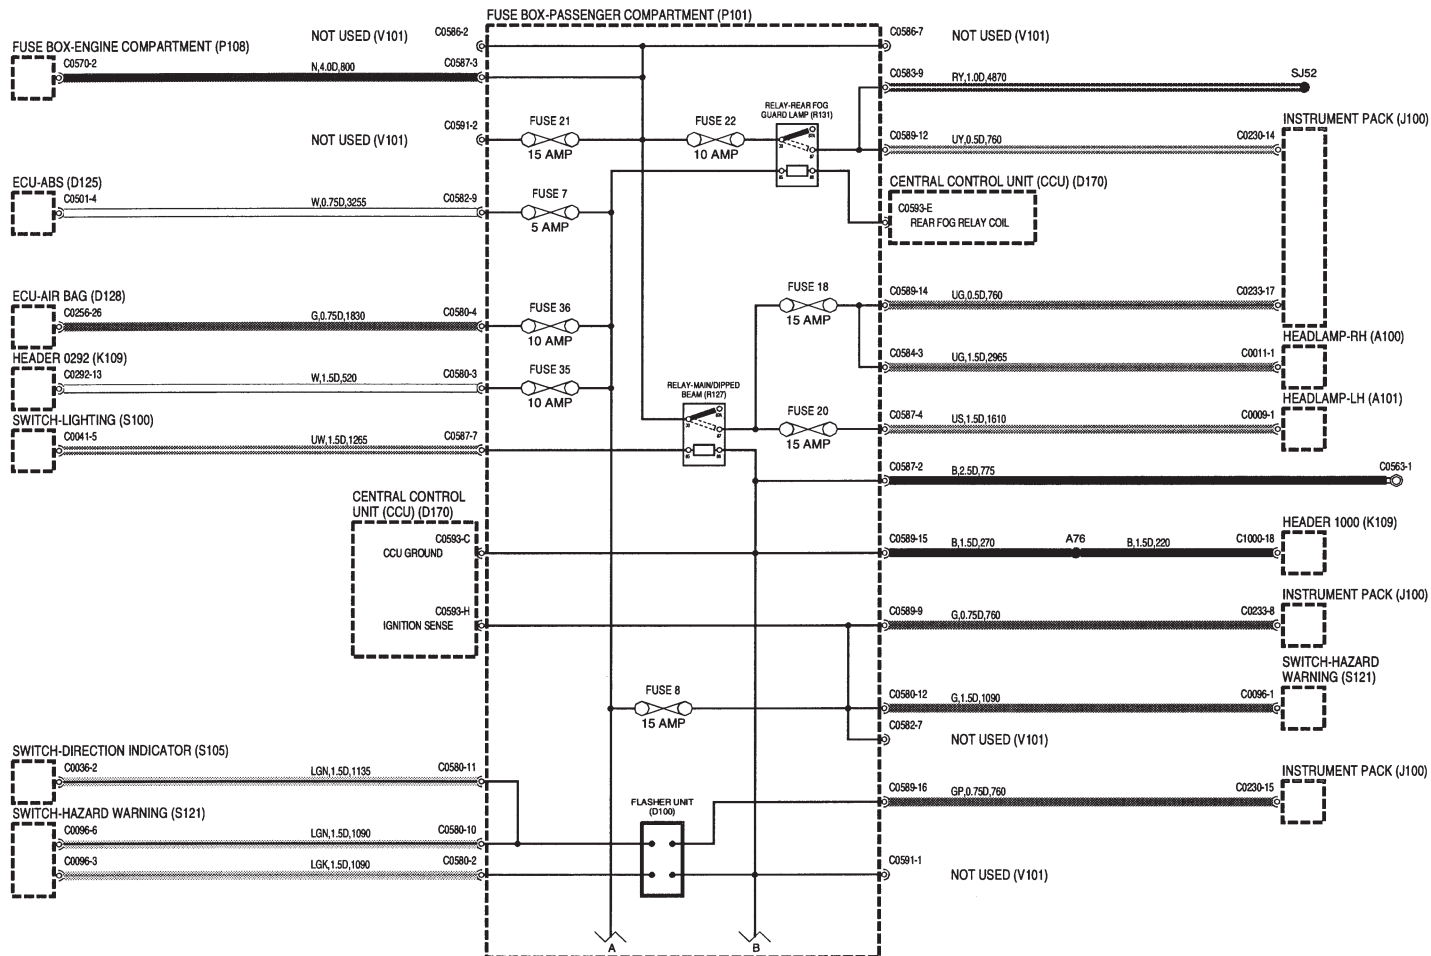 FUSE BOX-PASSENGER COMPARTMENT (P101)
NOT USED (V101)
C0586-2
C0586-7
NOT USED (V101)
FUSE BOX-ENGINE COMPARTMENT (P108)
C0570-2
N,4.0D,800
C0587-3
C0583-9
RY,1.0D,4870
SJ52
RELAY-REAR FOG
GUARD LAMP (R131)
INSTRUMENT PACK (J100)
NOT USED (V101)
C0591-2
FUSE 21
15 AMP
FUSE 22
10 AMP
C0589-12
UY,0.5D,760
C0230-14
ECU-ABS (D125)
C0501-4
W,0.75D,3255
C0582-9
FUSE 7
5 AMP
CENTRAL CONTROL UNIT (CCU) (D170)
C0593-E
REAR FOG RELAY COIL
ECU-AIR BAG (D128)
C0256-26
G,0.75D,1830
C0580-4
FUSE 36
10 AMP
FUSE 18
15 AMP
C0589-14
UG,0.5D,760
C0233-17
HEADLAMP-RH (A100)
C0584-3
UG,1.5D,2965
C0011-1
HEADER 0292 (K109)
C0292-13
W,1.5D,520
C0580-3
FUSE 35
10 AMP
RELAY-MAIN/DIPPED
BEAM (R127)
HEADLAMP-LH (A101)
FUSE 20
15 AMP
C0587-4
US,1.5D,1610
C0009-1
SWITCH-LIGHTING (S100)
C0041-5
UW,1.5D,1265
C0587-7
C0587-2
B,2.5D,775
C0563-1
CENTRAL CONTROL
UNIT (CCU) (D170)
C0593-C
CCU GROUND
C0593-H
IGNITION SENSE
HEADER 1000 (K109)
C0589-15
B,1.5D,270
A76
B,1.5D,220
C1000-18
INSTRUMENT PACK (J100)
C0589-9
G,0.75D,760
C0233-8
SWITCH-HAZARD
WARNING (S121)
FUSE 8
15 AMP
C0580-12
G,1.5D,1090
C0096-1
C0582-7
NOT USED (V101)
SWITCH-DIRECTION INDICATOR (S105)
C0036-2
LGN,1.5D,1135
C0580-11
INSTRUMENT PACK (J100)
C0589-16
GP,0.75D,760
C0230-15
SWITCH-HAZARD WARNING (S121)
C0096-6
LGN,1.5D,1090
C0580-10
FLASHER UNIT
(D100)
C0096-3
LGK,1.5D,1090
C0580-2
C0591-1
NOT USED (V101)
A
B